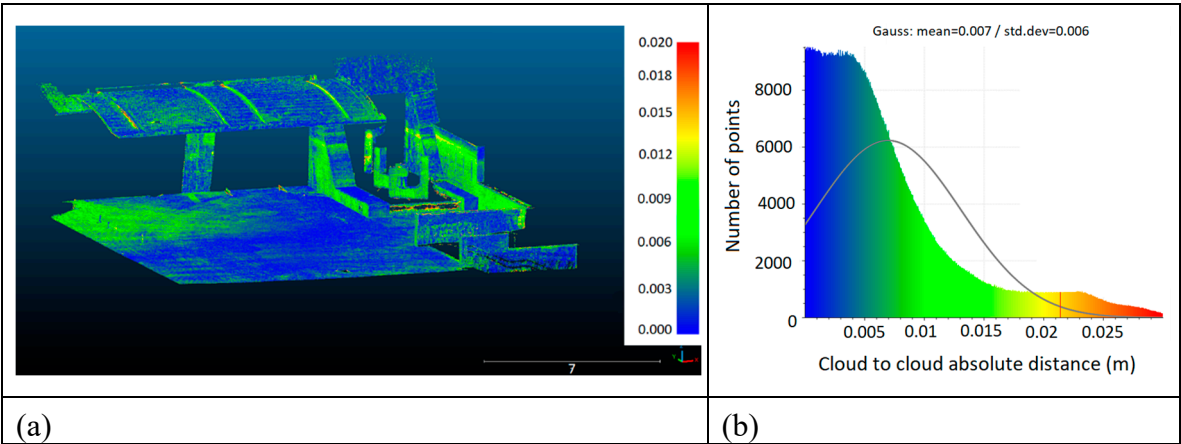 0.020
0.018
0.015
0.012
0.009
0.006
0.003
0.000
7
Gauss: mean=0.007 / std.dev=0.006
Number of points
8000
6000
4000
2000
0
0.005 0.01 0.015 0.02 0.025
Cloud to cloud absolute distance (m)
(a)
(b)